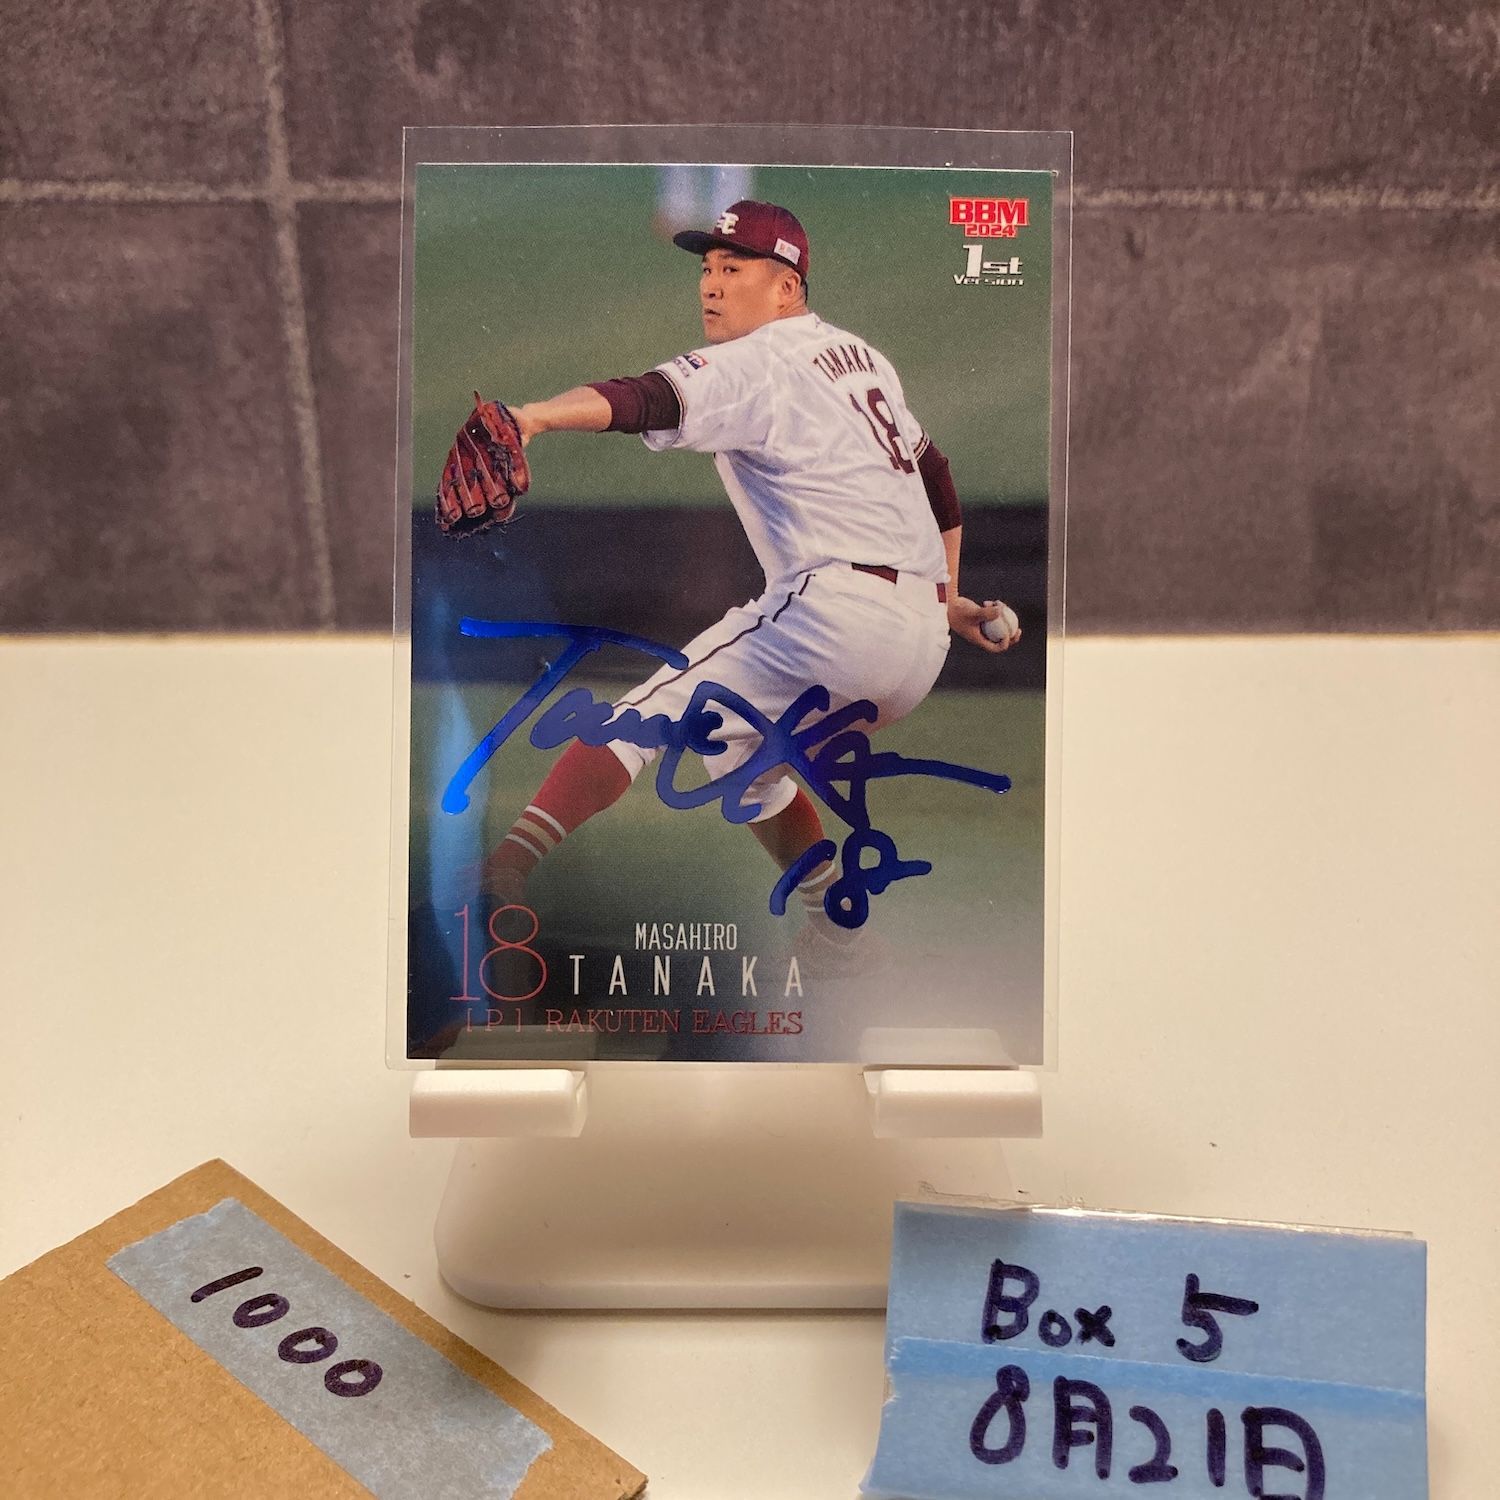 BBM
2024
1st
Version
TANAKA
18
Tanaka
18
18
MASAHIRO
TANAKA
[P] RAKUTEN EAGLES
1000
Box 5
8月21日